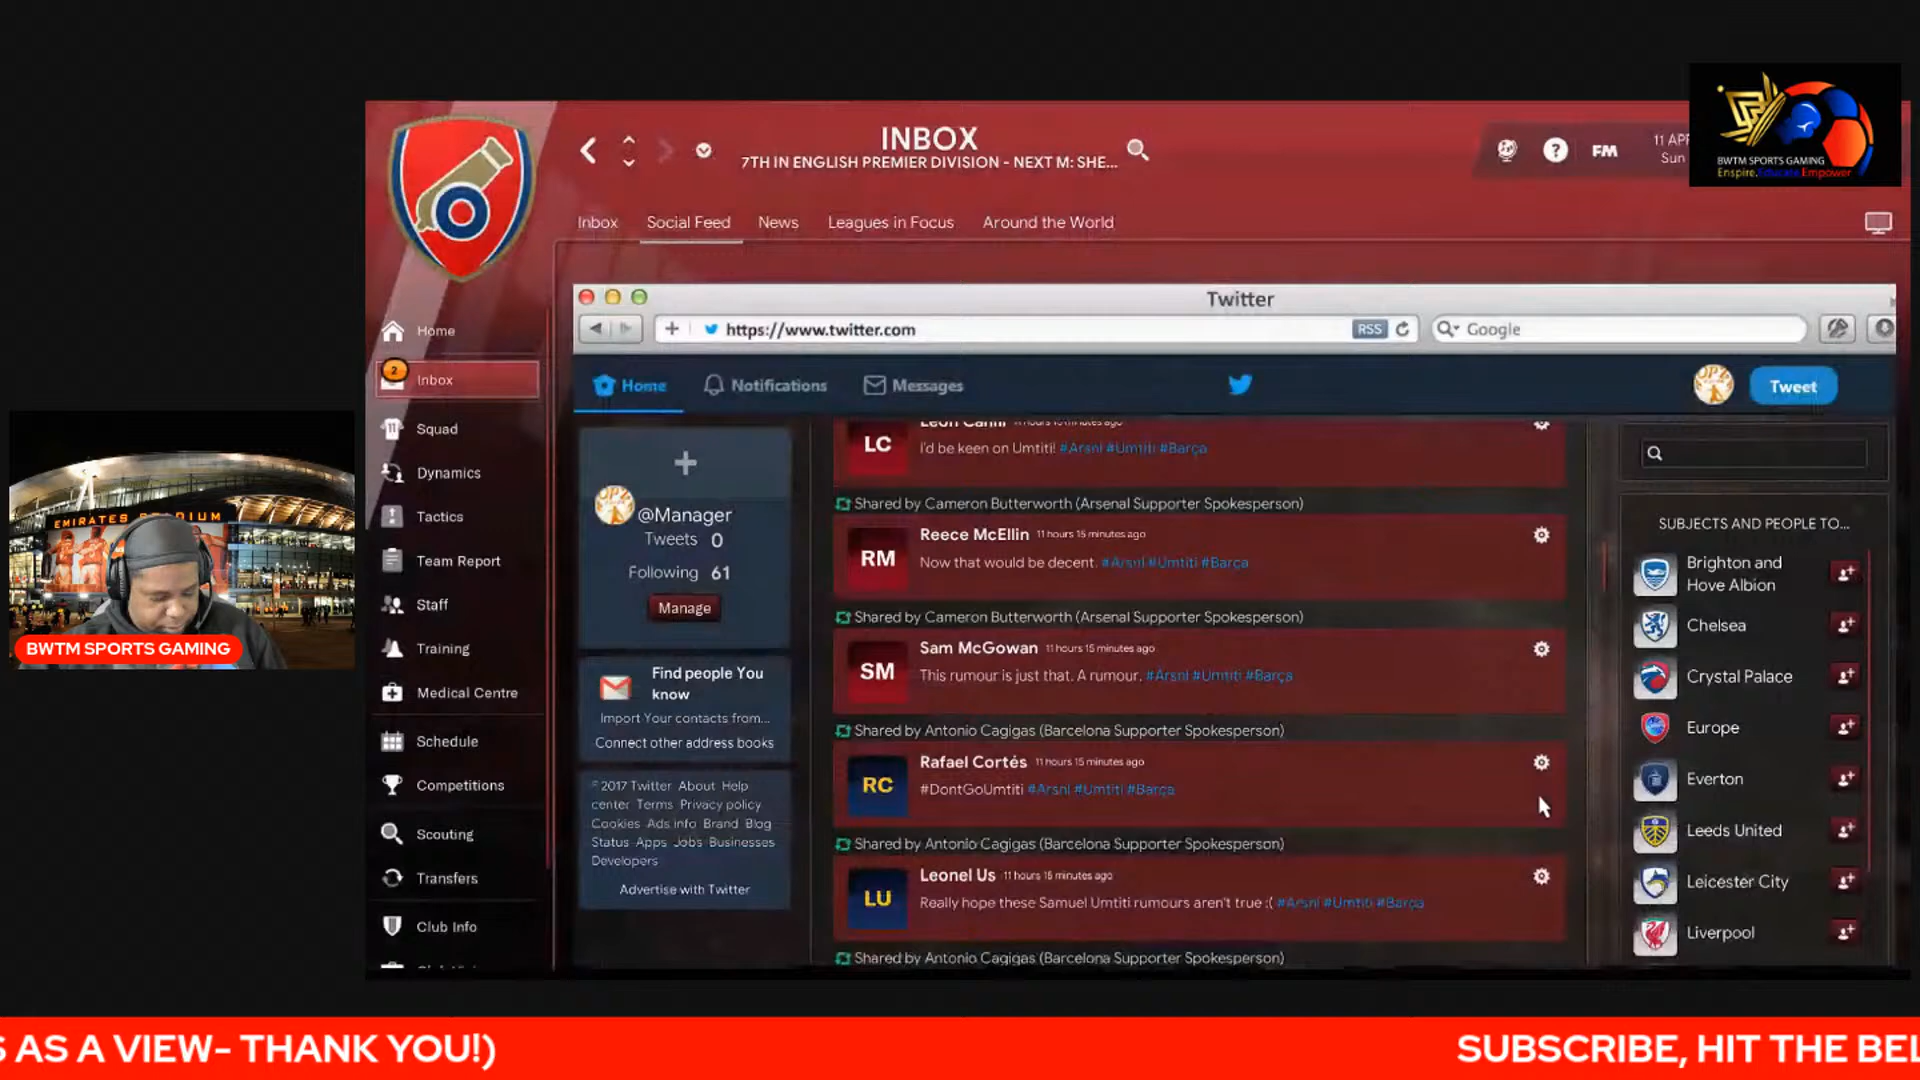 INBOX
7TH IN ENGLISH PREMIER DIVISION - NEXT M: SHE...
FM
11 APR
Sun
BWTM SPORTS GAMING
Enspire.Educate.Empower
Inbox Social Feed News Leagues in Focus Around the World
Home
2
Inbox
11
Squad
Dynamics
Tactics
Team Report
Staff
Training
Medical Centre
Schedule
Competitions
Scouting
Transfers
Club Info
Twitter
https://www.twitter.com
RSS
Google
Home Notifications Messages
Tweet
@Manager
Tweets 0
Following 61
Manage
Find people You
know
Import Your contacts from...
Connect other address books
© 2017 Twitter About Help
center Terms Privacy policy
Cookies Ads info Brand Blog
Status Apps Jobs Businesses
Developers
Advertise with Twitter
LC
I'd be keen on Umtiti! #Arsnl #Umtiti #Barça
Shared by Cameron Butterworth (Arsenal Supporter Spokesperson)
RM
Reece McEllin 11 hours 15 minutes ago
Now that would be decent. #Arsnl #Umtiti #Barça
Shared by Cameron Butterworth (Arsenal Supporter Spokesperson)
SM
Sam McGowan 11 hours 15 minutes ago
This rumour is just that. A rumour. #Arsnl #Umtiti #Barça
Shared by Antonio Cagigas (Barcelona Supporter Spokesperson)
RC
Rafael Cortés 11 hours 15 minutes ago
#DontGoUmtiti #Arsnl #Umtiti #Barça
Shared by Antonio Cagigas (Barcelona Supporter Spokesperson)
LU
Leonel Us 11 hours 15 minutes ago
Really hope these Samuel Umtiti rumours aren't true :( #Arsnl #Umtiti #Barça
Shared by Antonio Cagigas (Barcelona Supporter Spokesperson)
SUBJECTS AND PEOPLE TO...
Brighton and
Hove Albion
Chelsea
Crystal Palace
Europe
Everton
Leeds United
Leicester City
Liverpool
EMIRATES STADIUM
BWTM SPORTS GAMING
S AS A VIEW- THANK YOU!)
SUBSCRIBE, HIT THE BEL